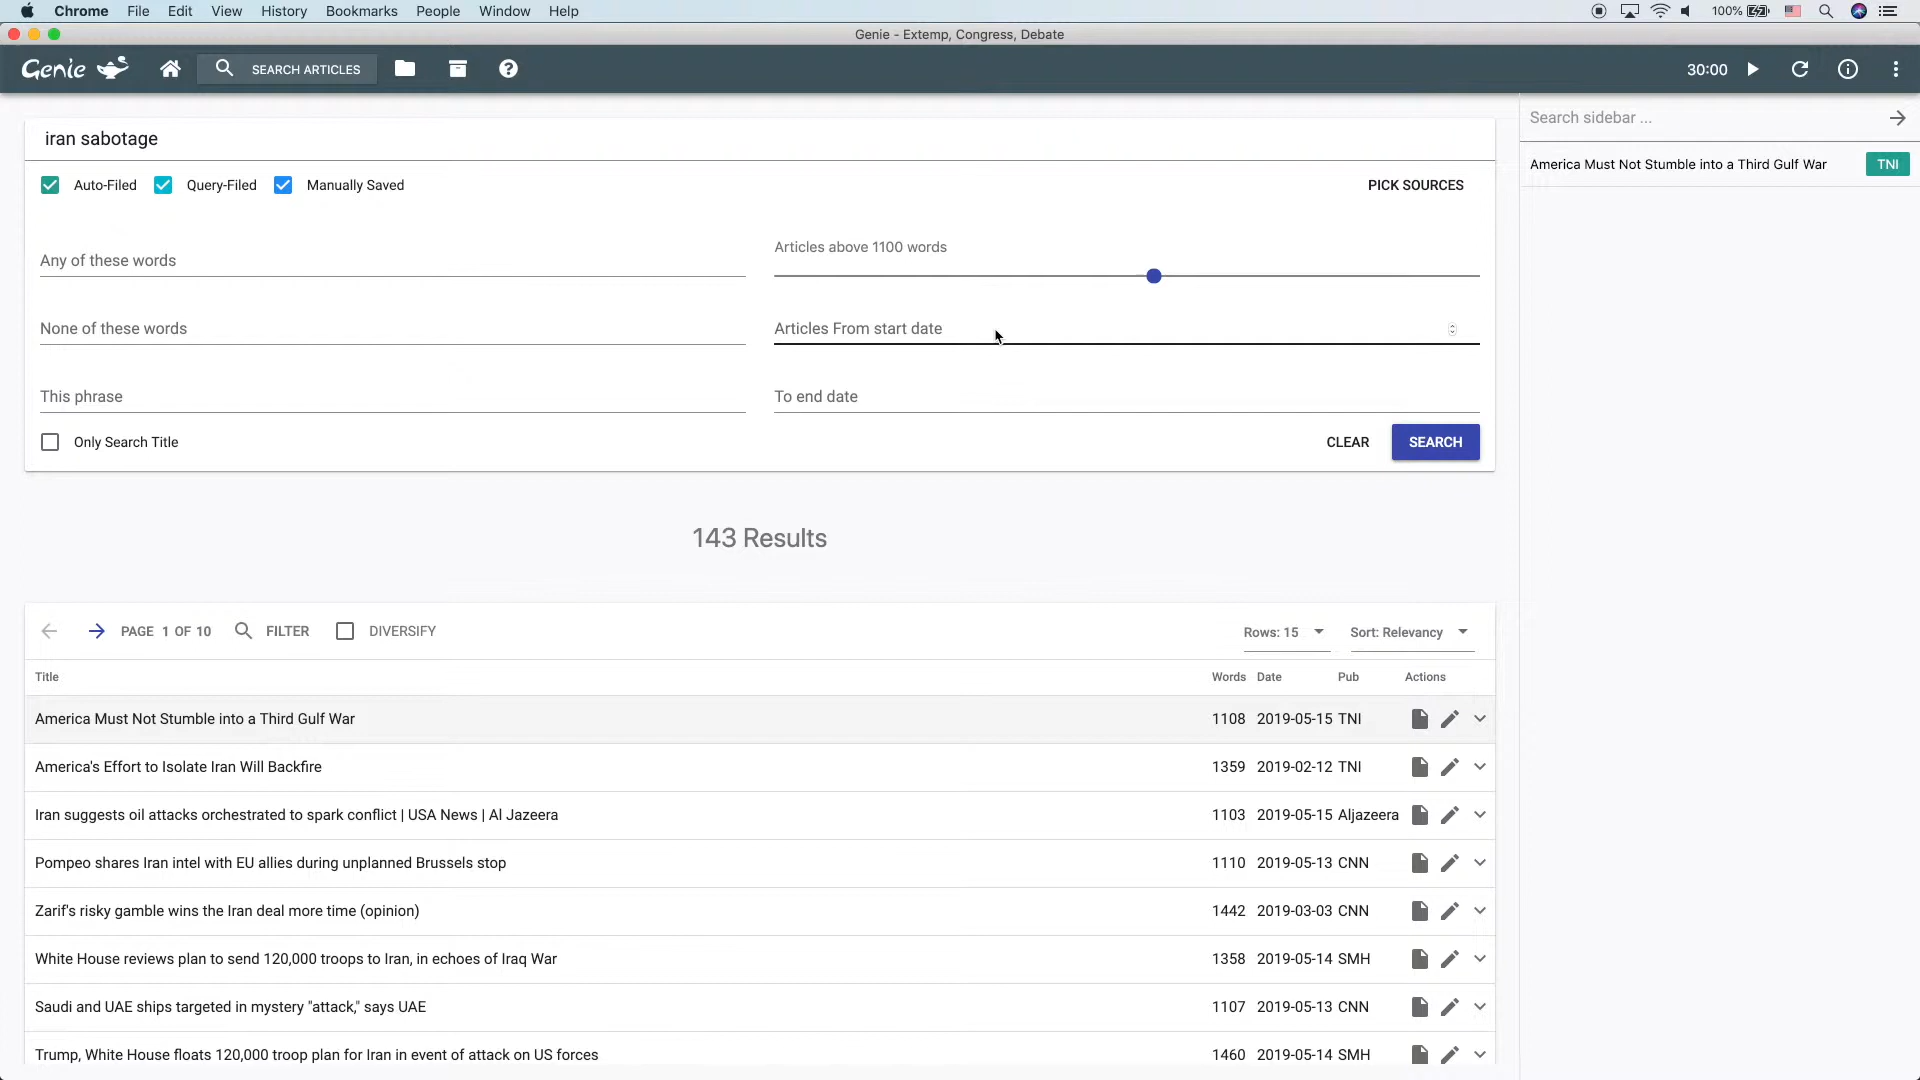 Chrome File Edit View History Bookmarks People Window Help 100%
Genie - Extemp, Congress, Debate
Genie SEARCH ARTICLES 30:00
iran sabotage
Auto-Filed Query-Filed Manually Saved PICK SOURCES
Any of these words
Articles above 1100 words
None of these words
Articles From start date
This phrase
To end date
Only Search Title CLEAR SEARCH
143 Results
PAGE 1 OF 10 FILTER DIVERSIFY Rows: 15 Sort: Relevancy
Title Words Date Pub Actions
America Must Not Stumble into a Third Gulf War 1108 2019-05-15 TNI
America's Effort to Isolate Iran Will Backfire 1359 2019-02-12 TNI
Iran suggests oil attacks orchestrated to spark conflict | USA News | Al Jazeera 1103 2019-05-15 Aljazeera
Pompeo shares Iran intel with EU allies during unplanned Brussels stop 1110 2019-05-13 CNN
Zarif's risky gamble wins the Iran deal more time (opinion) 1442 2019-03-03 CNN
White House reviews plan to send 120,000 troops to Iran, in echoes of Iraq War 1358 2019-05-14 SMH
Saudi and UAE ships targeted in mystery "attack," says UAE 1107 2019-05-13 CNN
Trump, White House floats 120,000 troop plan for Iran in event of attack on US forces 1460 2019-05-14 SMH
Search sidebar ...
America Must Not Stumble into a Third Gulf War TNI